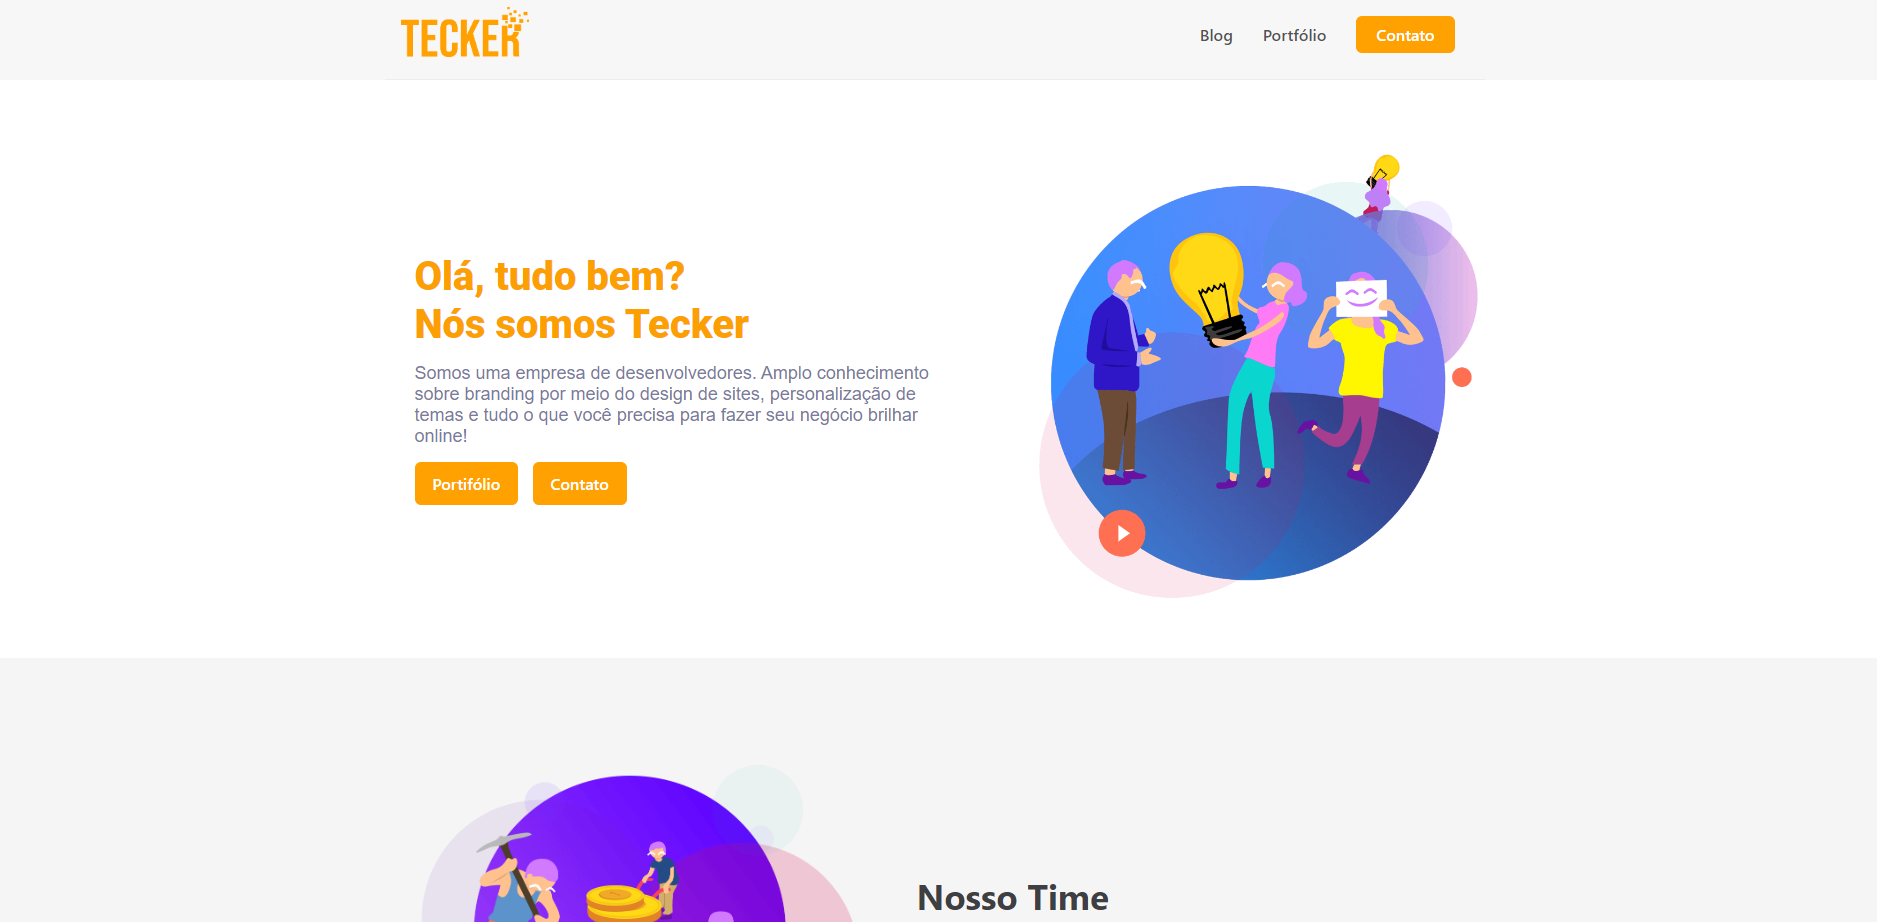 TECKER
Blog
Portfólio
Contato
Olá, tudo bem?
Nós somos Tecker
Somos uma empresa de desenvolvedores. Amplo conhecimento
sobre branding por meio do design de sites, personalização de
temas e tudo o que você precisa para fazer seu negócio brilhar
online!
Portifólio
Contato
Nosso Time